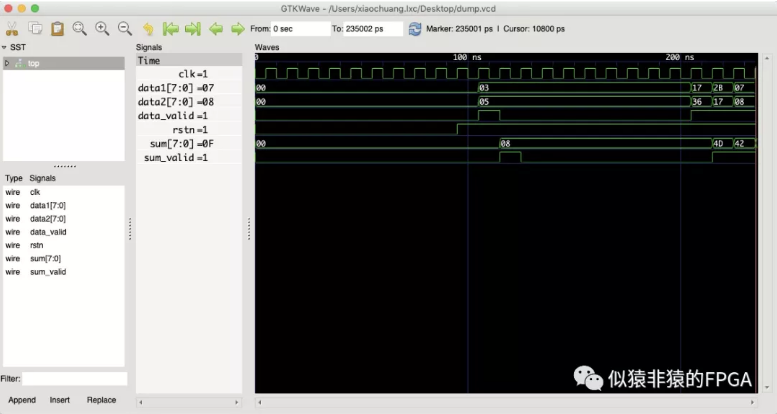 GTKWave - /Users/xiaochuang.lxc/Desktop/dump.vcd
From: 0 sec To: 235002 ps Marker: 235001 ps | Cursor: 10800 ps
SST
top
Signals
Time
clk=1
data1[7:0] =07
data2[7:0] =08
data_valid =1
rstn=1
sum[7:0] =0F
sum_valid =1
Waves
0 100 ns 200 ns
00 03 17 2B 07
00 05 36 17 08
00 08 4D 42
Type Signals
wire clk
wire data1[7:0]
wire data2[7:0]
wire data_valid
wire rstn
wire sum[7:0]
wire sum_valid
Filter:
Append Insert Replace
似猿非猿的FPGA